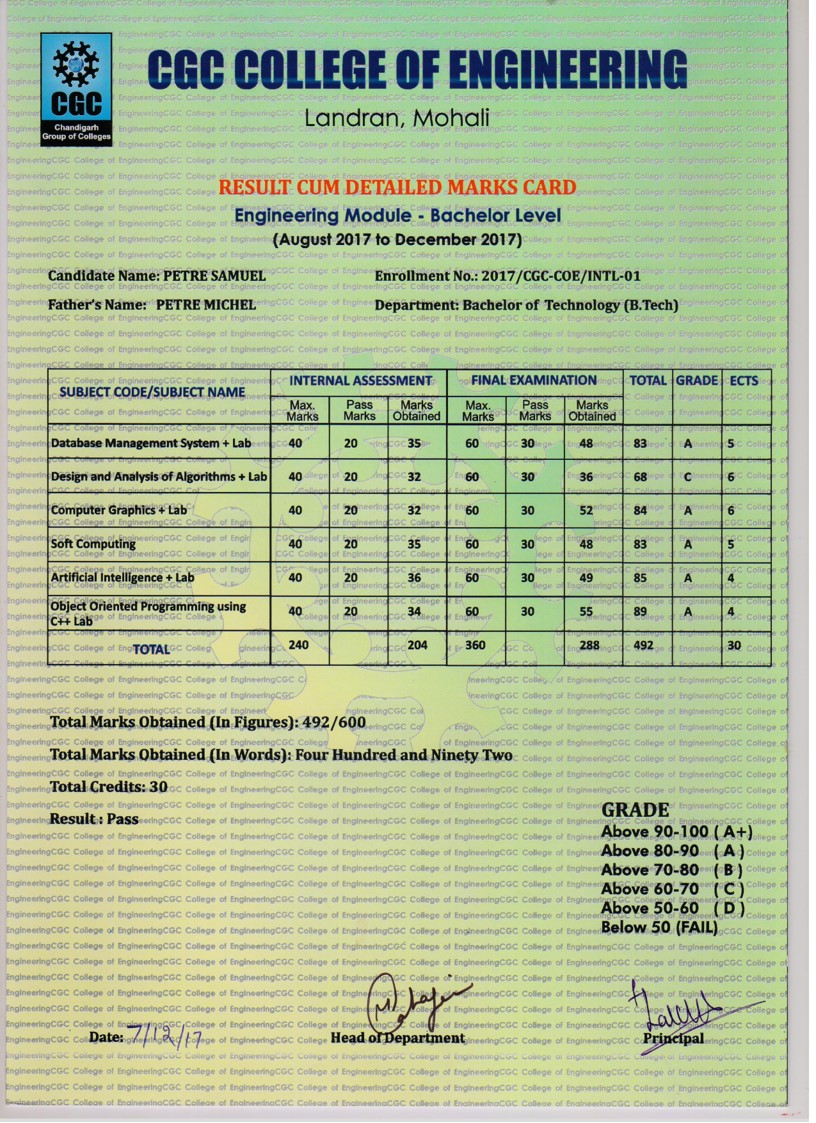 CGC
Chandigarh
Group of Colleges
CGC COLLEGE OF ENGINEERING
Landran, Mohali
RESULT CUM DETAILED MARKS CARD
Engineering Module - Bachelor Level
(August 2017 to December 2017)
Candidate Name: PETRE SAMUEL Enrollment No.: 2017/CGC-COE/INTL-01
Father's Name: PETRE MICHEL Department: Bachelor of Technology (B.Tech)
SUBJECT CODE/SUBJECT NAME INTERNAL ASSESSMENT FINAL EXAMINATION TOTAL GRADE ECTS
Max. Marks Pass Marks Marks Obtained Max. Marks Pass Marks Marks Obtained
Database Management System + Lab 40 20 35 60 30 48 83 A 5
Design and Analysis of Algorithms + Lab 40 20 32 60 30 36 68 C 6
Computer Graphics + Lab 40 20 32 60 30 52 84 A 6
Soft Computing 40 20 35 60 30 48 83 A 5
Artificial Intelligence + Lab 40 20 36 60 30 49 85 A 4
Object Oriented Programming using C++ Lab 40 20 34 60 30 55 89 A 4
TOTAL 240 204 360 288 492 30
Total Marks Obtained (In Figures): 492/600
Total Marks Obtained (In Words): Four Hundred and Ninety Two
Total Credits: 30
Result : Pass
GRADE
Above 90-100 ( A+)
Above 80-90 ( A )
Above 70-80 ( B )
Above 60-70 ( C )
Above 50-60 ( D )
Below 50 (FAIL)
Date: 7/12/17 Head of Department Principal